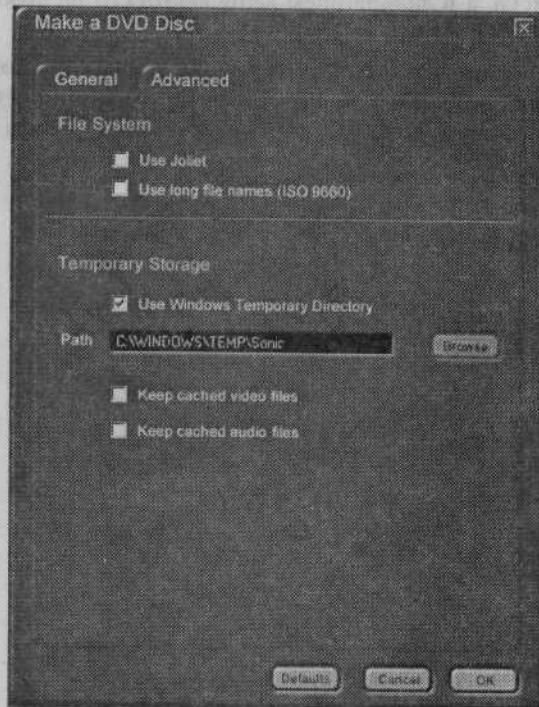 Make a DVD Disc
General Advanced
File System
Use Joliet
Use long file names (ISO 9660)
Temporary Storage
Use Windows Temporary Directory
Path C:\WINDOWS\TEMP\Sonic Browse
Keep cached video files
Keep cached audio files
Defaults Cancel OK